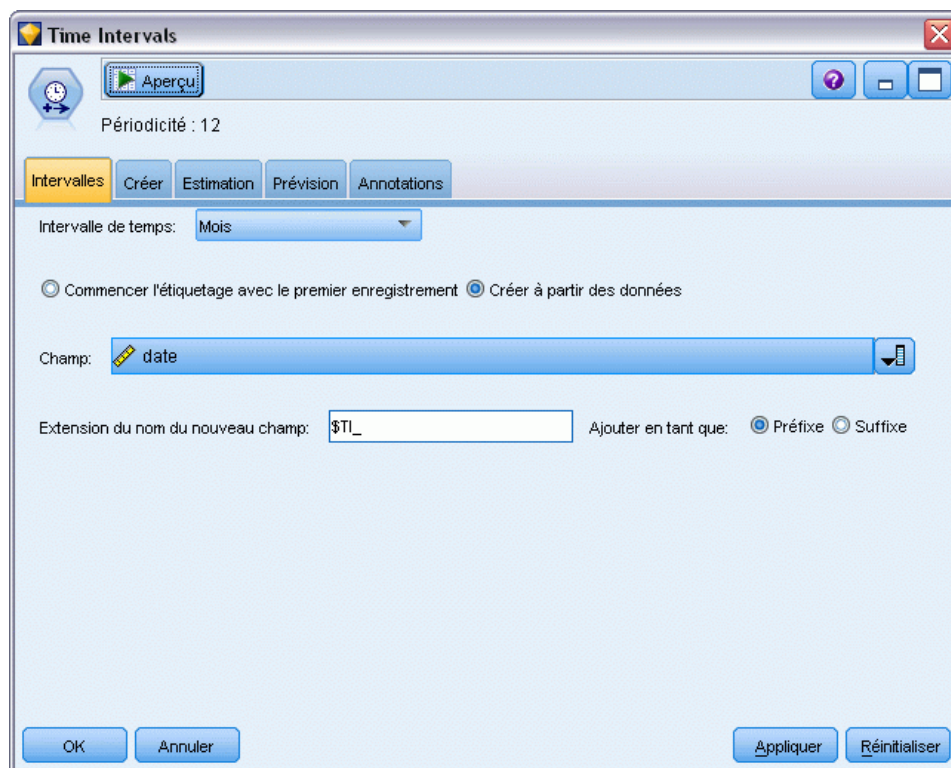 Time Intervals
Aperçu
Périodicité : 12
Intervalles Créer Estimation Prévision Annotations
Intervalle de temps: Mois
Commencer l'étiquetage avec le premier enregistrement Créer à partir des données
Champ: date
Extension du nom du nouveau champ: $TI_ Ajouter en tant que: Préfixe Suffixe
OK Annuler Appliquer Réinitialiser